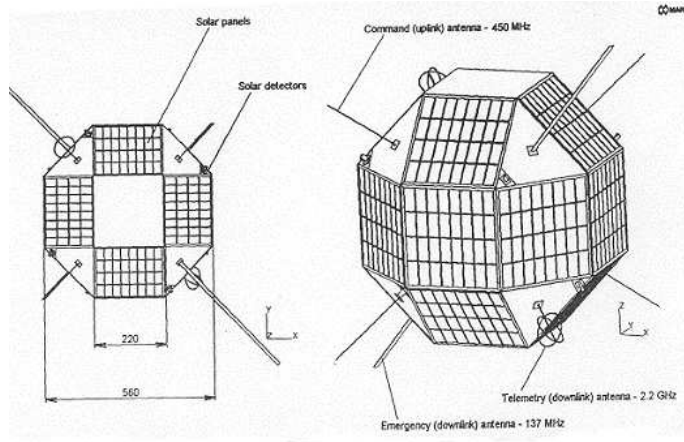 Solar panels
Solar detectors
Command (uplink) antenna - 450 MHz
Y
Z
X
220
560
Z
Y
X
Telemetry (downlink) antenna - 2.2 GHz
Emergency (downlink) antenna - 137 MHz